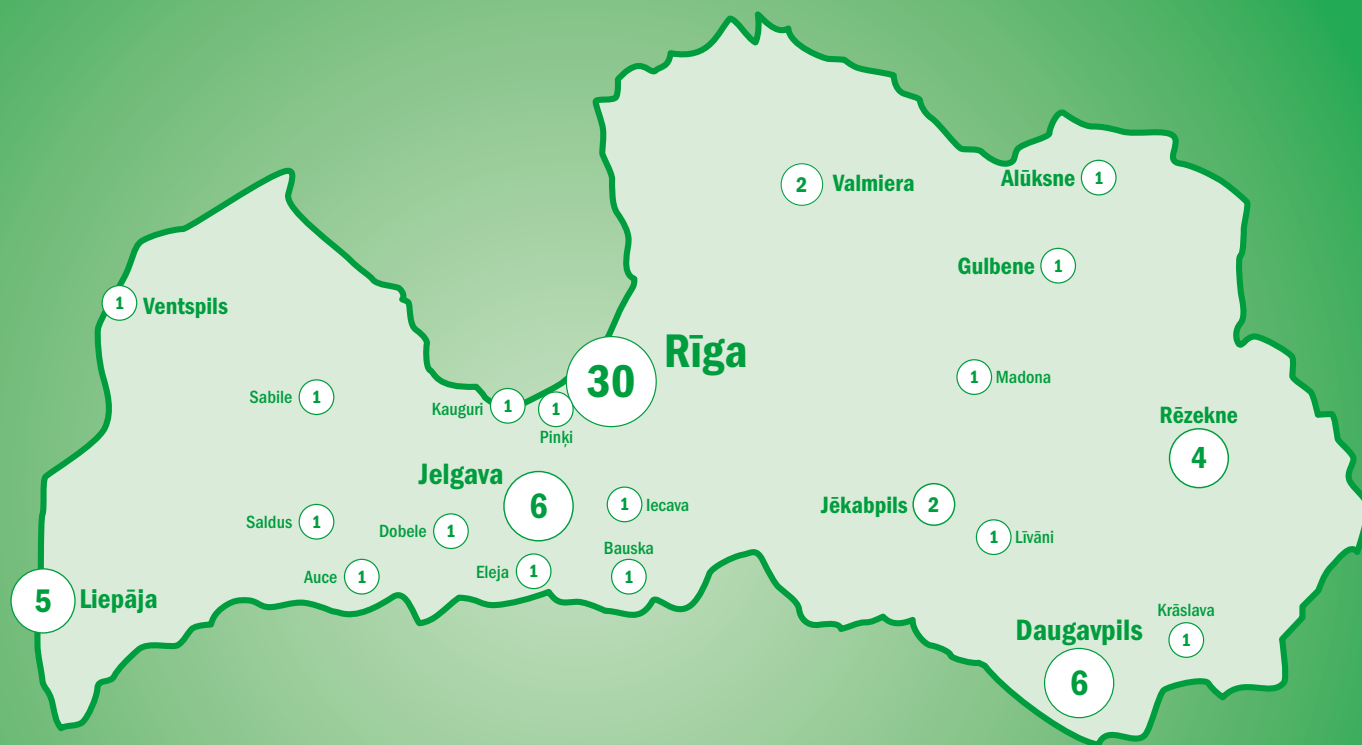 2 Valmiera
Alūksne 1
Gulbene 1
1 Ventspils
Rīga
30
1 Madona
Sabile 1
Kauguri 1
1
Pinķi
Rēzekne
4
Jelgava
6
1 Iecava
Jēkabpils 2
Saldus 1
Dobele 1
1 Līvāni
Bauska
1
Eleja 1
Auce 1
5 Liepāja
Krāslava
1
Daugavpils
6